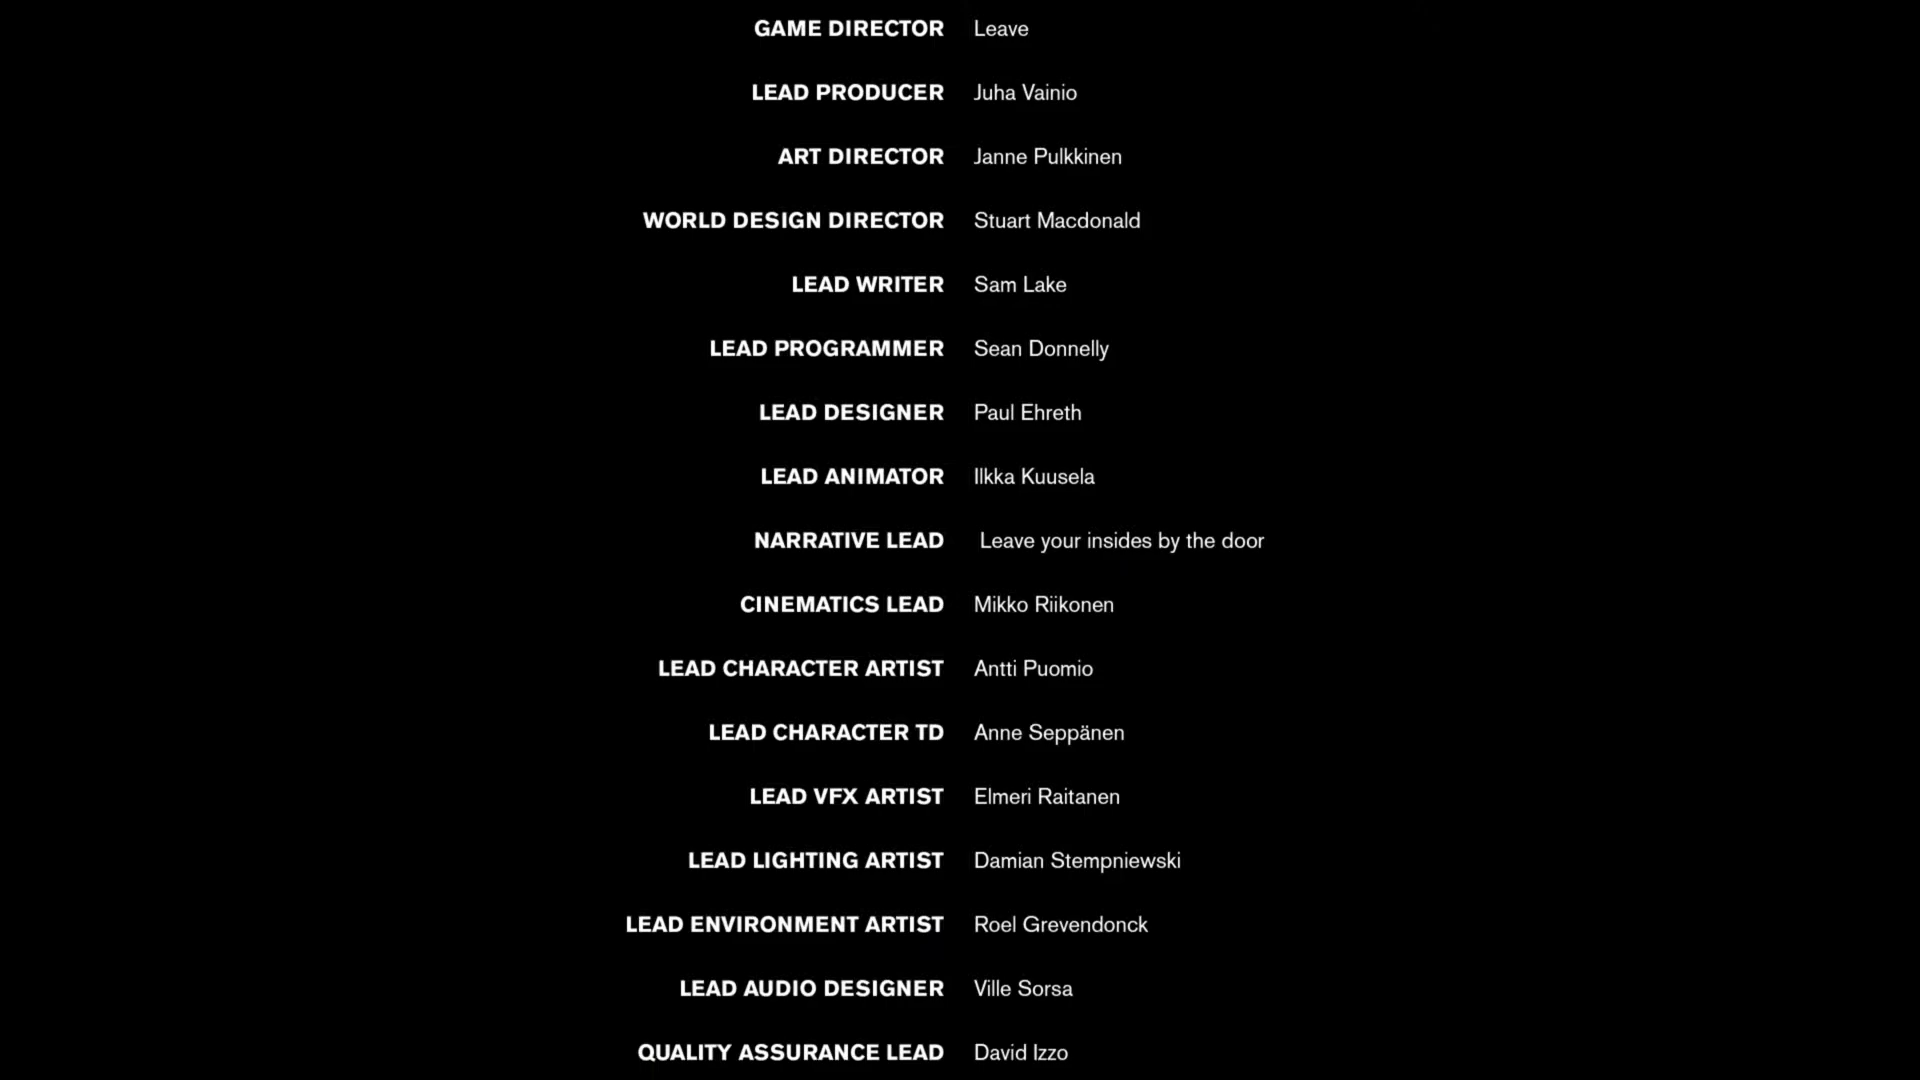 GAME DIRECTOR Leave
LEAD PRODUCER Juha Vainio
ART DIRECTOR Janne Pulkkinen
WORLD DESIGN DIRECTOR Stuart Macdonald
LEAD WRITER Sam Lake
LEAD PROGRAMMER Sean Donnelly
LEAD DESIGNER Paul Ehreth
LEAD ANIMATOR Ilkka Kuusela
NARRATIVE LEAD Leave your insides by the door
CINEMATICS LEAD Mikko Riikonen
LEAD CHARACTER ARTIST Antti Puomio
LEAD CHARACTER TD Anne Seppänen
LEAD VFX ARTIST Elmeri Raitanen
LEAD LIGHTING ARTIST Damian Stempniewski
LEAD ENVIRONMENT ARTIST Roel Grevendonck
LEAD AUDIO DESIGNER Ville Sorsa
QUALITY ASSURANCE LEAD David Izzo